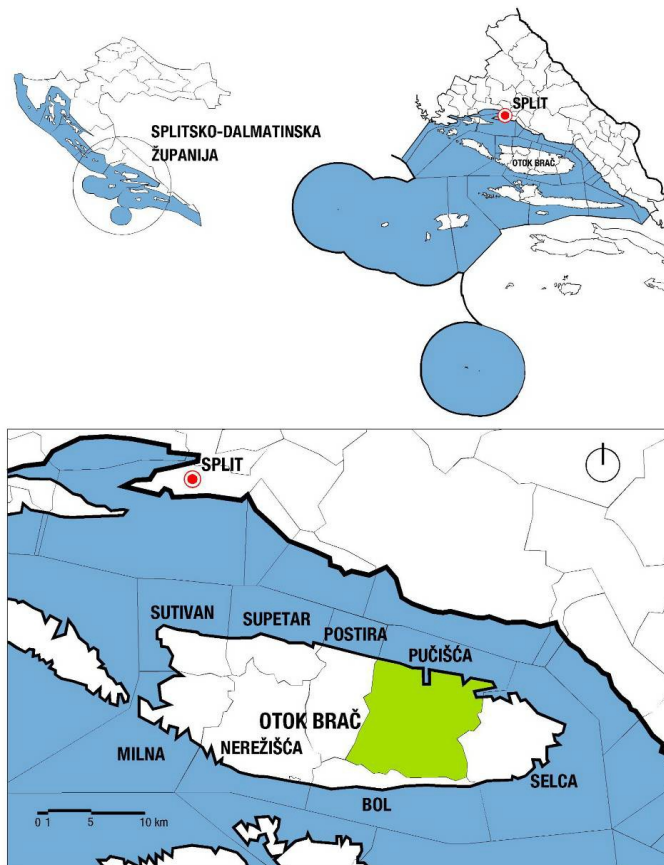 SPLITSKO-DALMATINSKA
ŽUPANIJA
SPLIT
OTOK BRAČ
SPLIT
SUTIVAN
SUPETAR
POSTIRA
PUČIŠĆA
OTOK BRAČ
NEREŽIŠĆA
MILNA
SELCA
BOL
0 1 5 10 km